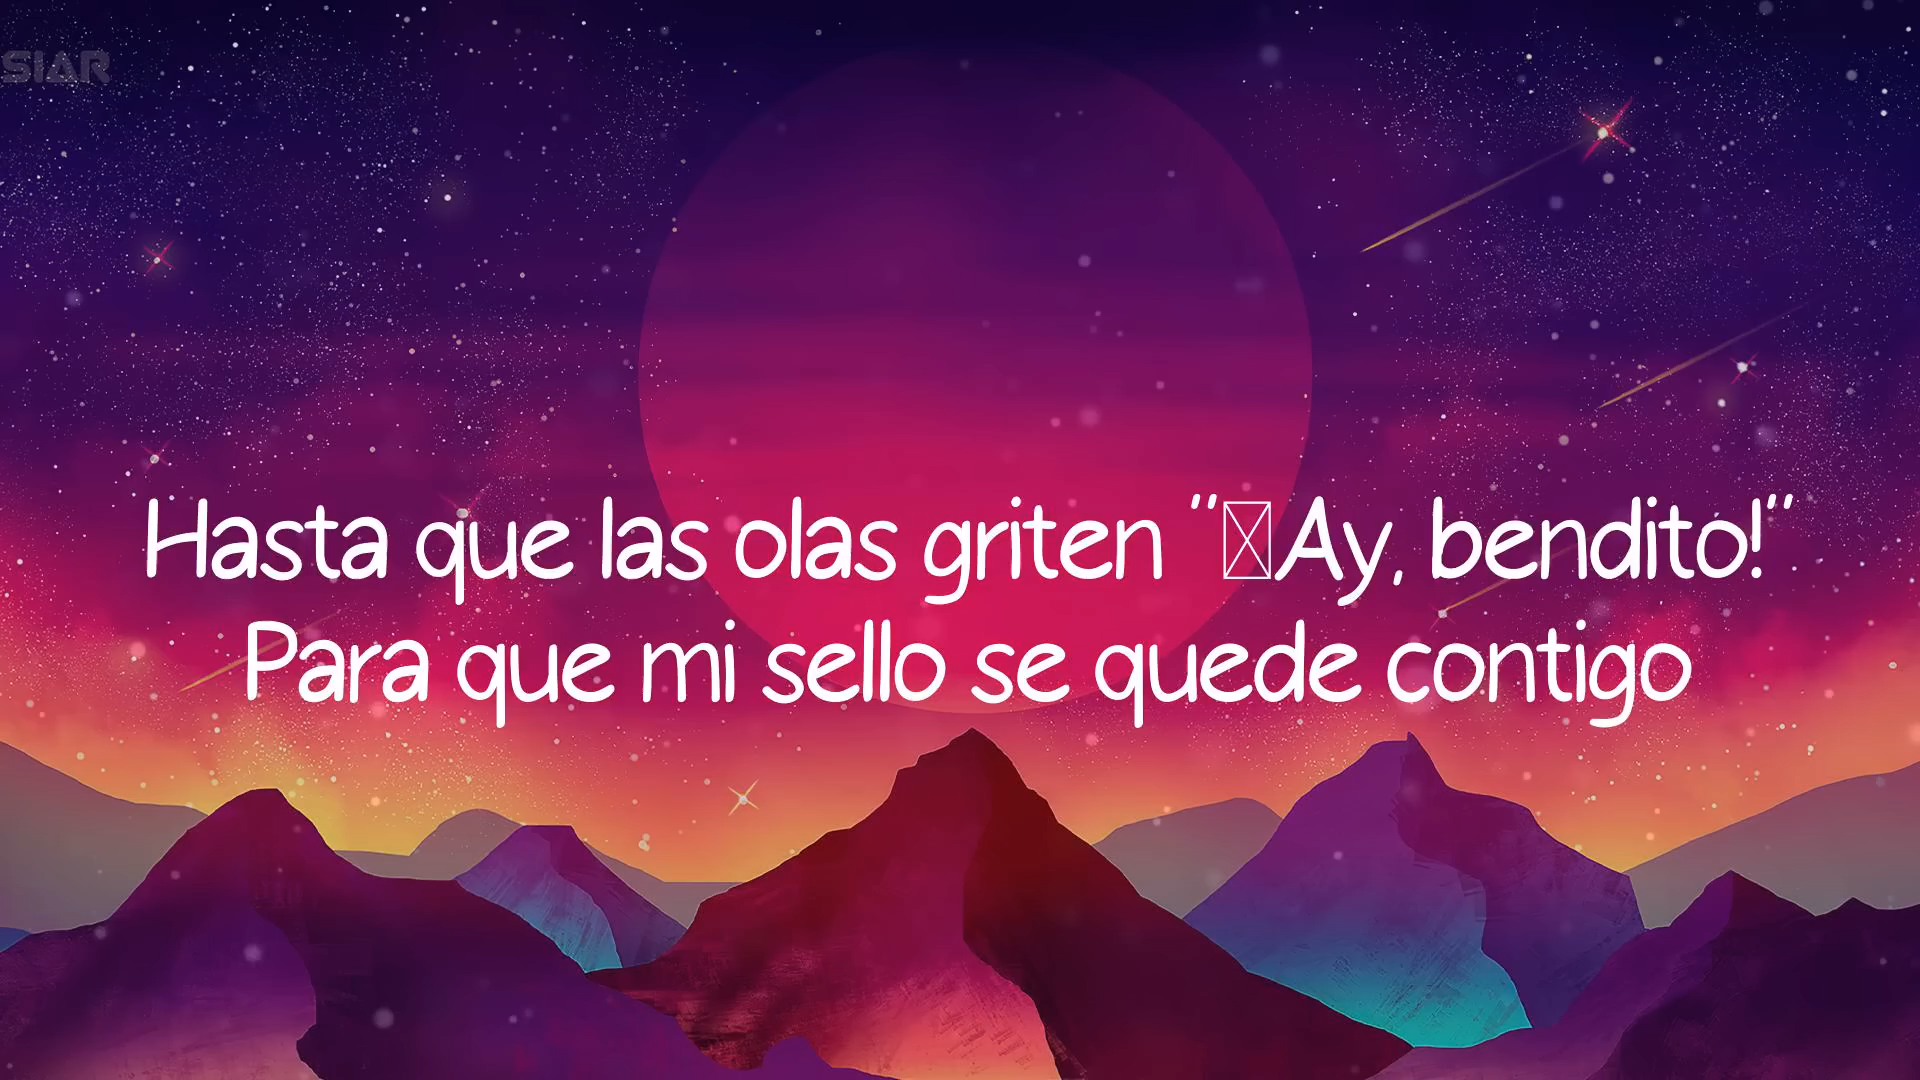 SIAR
Hasta que las olas griten "Ay, bendito!"
Para que mi sello se quede contigo